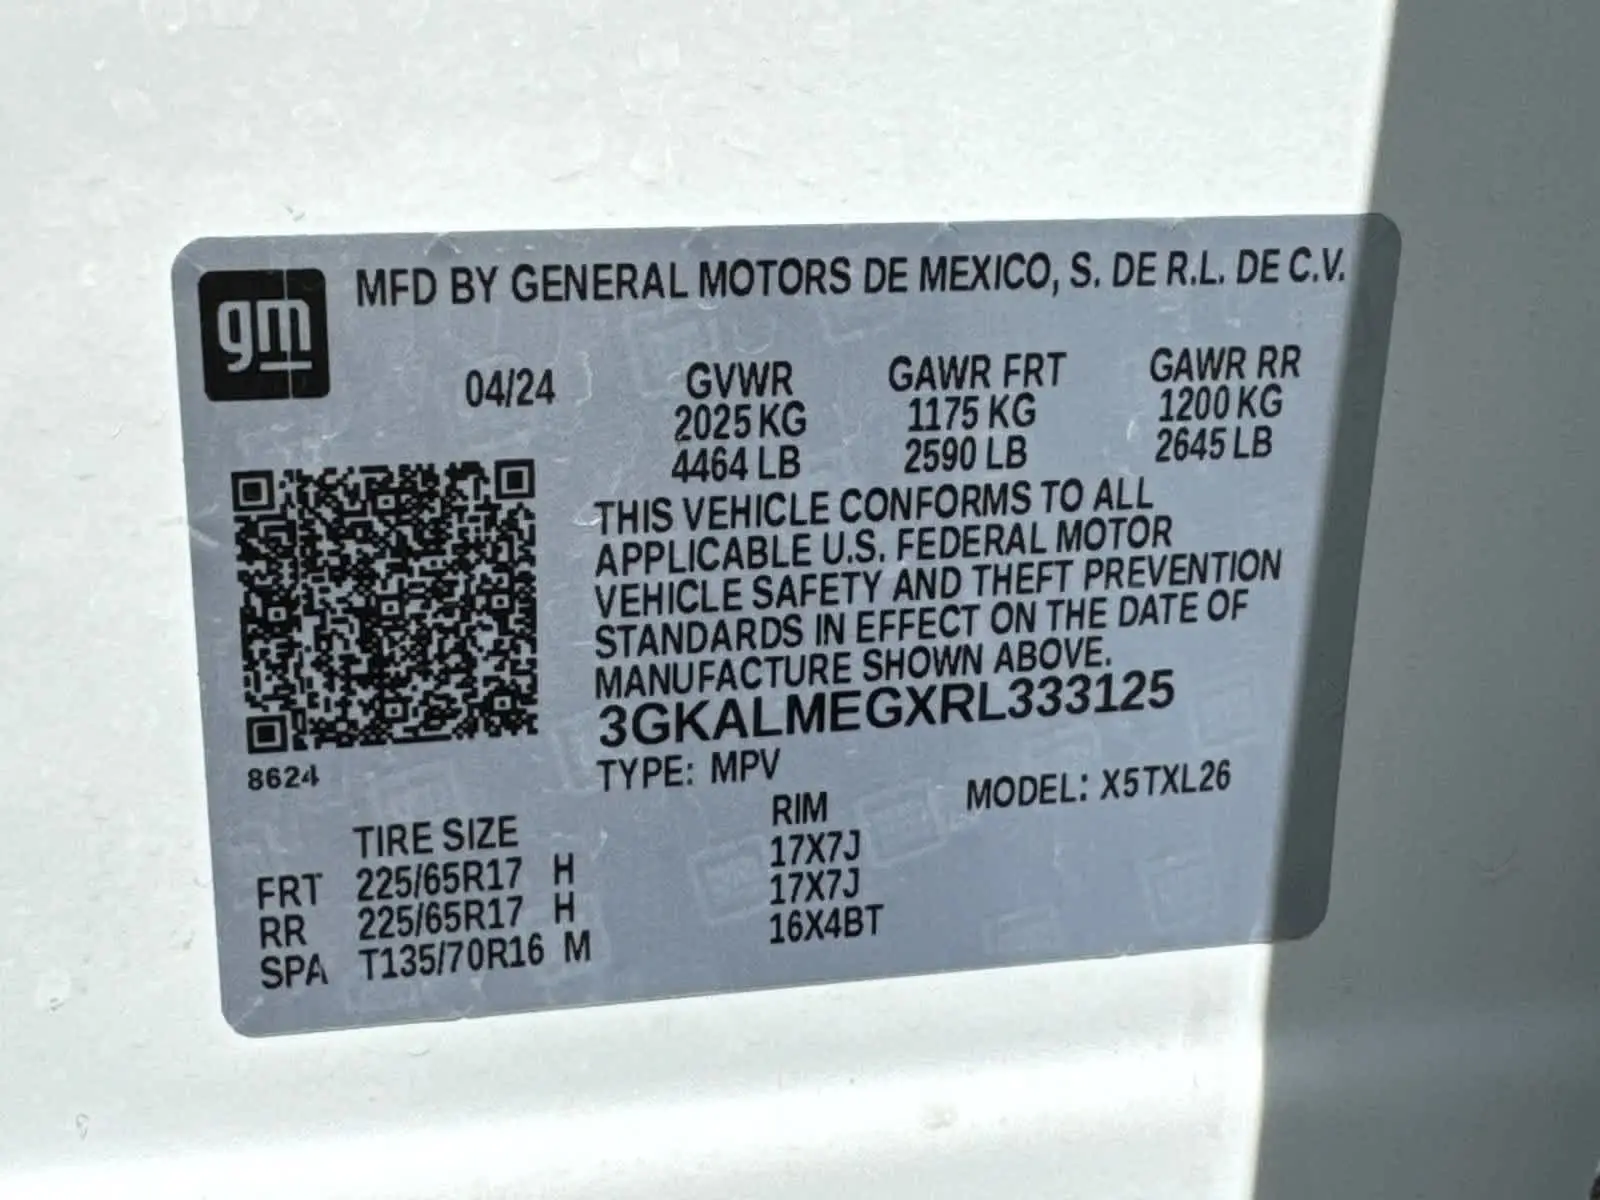 gm
MFD BY GENERAL MOTORS DE MEXICO, S. DE R.L. DE C.V.
04/24 GVWR GAWR FRT GAWR RR
2025 KG 1175 KG 1200 KG
4464 LB 2590 LB 2645 LB
THIS VEHICLE CONFORMS TO ALL
APPLICABLE U.S. FEDERAL MOTOR
VEHICLE SAFETY AND THEFT PREVENTION
STANDARDS IN EFFECT ON THE DATE OF
MANUFACTURE SHOWN ABOVE.
3GKALMEGXRL333125
8624
TYPE: MPV MODEL: X5TXL26
TIRE SIZE RIM
FRT 225/65R17 H 17X7J
RR 225/65R17 H 17X7J
SPA T135/70R16 M 16X4BT